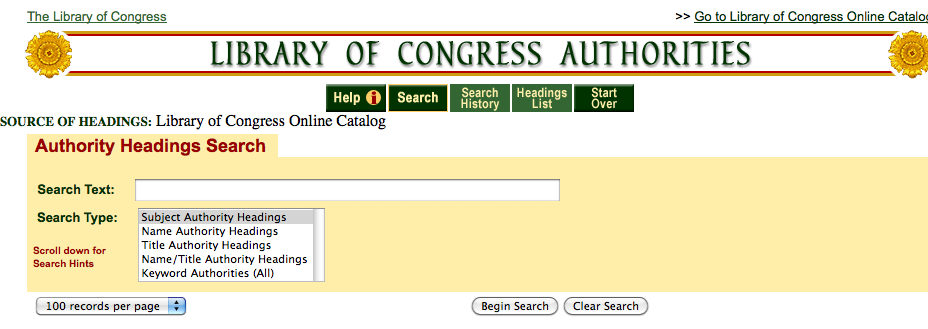 The Library of Congress
>> Go to Library of Congress Online Catalo
LIBRARY OF CONGRESS AUTHORITIES
Help i
Search
Search History
Headings List
Start Over
SOURCE OF HEADINGS: Library of Congress Online Catalog
Authority Headings Search
Search Text:
Search Type:
Subject Authority Headings
Name Authority Headings
Title Authority Headings
Name/Title Authority Headings
Keyword Authorities (All)
Scroll down for
Search Hints
100 records per page
Begin Search
Clear Search